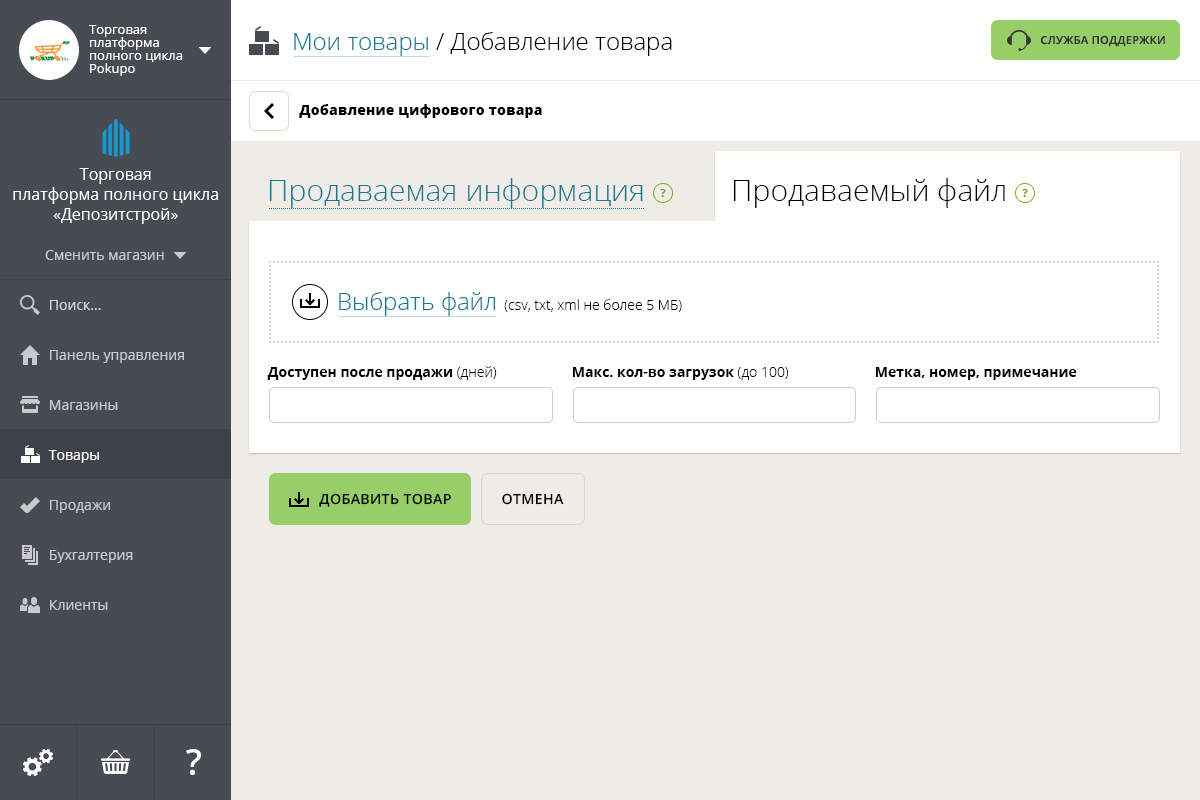 Торговая
платформа
полного цикла
Pokupo
POKUPO
Торговая
платформа полного цикла
«Депозитстрой»
Сменить магазин
Поиск...
Панель управления
Магазины
Товары
Продажи
Бухгалтерия
Клиенты
?
Мои товары / Добавление товара
СЛУЖБА ПОДДЕРЖКИ
Добавление цифрового товара
Продаваемая информация ?
Продаваемый файл ?
Выбрать файл (csv, txt, xml не более 5 МБ)
Доступен после продажи (дней)
Макс. кол-во загрузок (до 100)
Метка, номер, примечание
ДОБАВИТЬ ТОВАР
ОТМЕНА